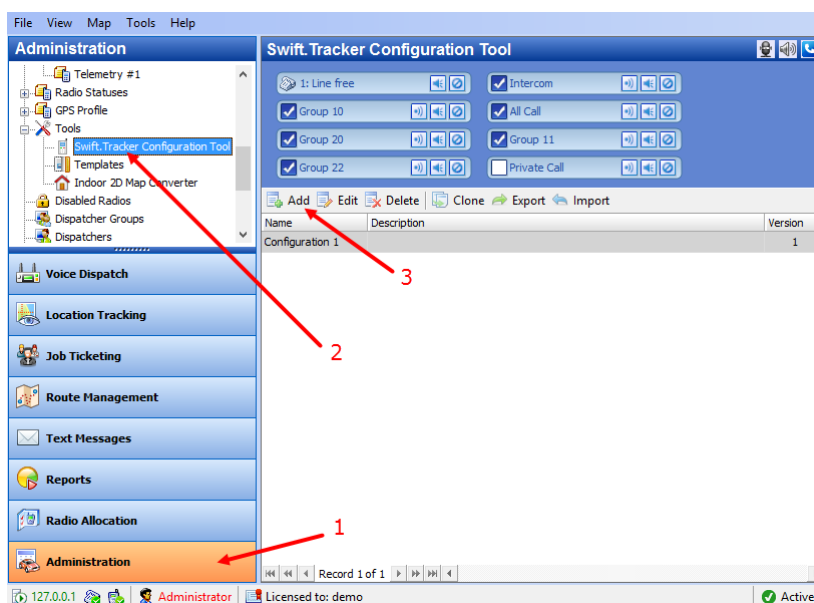 File View Map Tools Help
Administration
Telemetry #1
Radio Statuses
GPS Profile
Tools
Swift.Tracker Configuration Tool
Templates
Indoor 2D Map Converter
Disabled Radios
Dispatcher Groups
Dispatchers
Voice Dispatch
Location Tracking
Job Ticketing
Route Management
Text Messages
Reports
Radio Allocation
Administration
Swift.Tracker Configuration Tool
1: Line free Intercom
Group 10 All Call
Group 20 Group 11
Group 22 Private Call
Add Edit Delete Clone Export Import
Name Description Version
Configuration 1 1
3
2
1
Record 1 of 1
127.0.0.1 Administrator Licensed to: demo Active